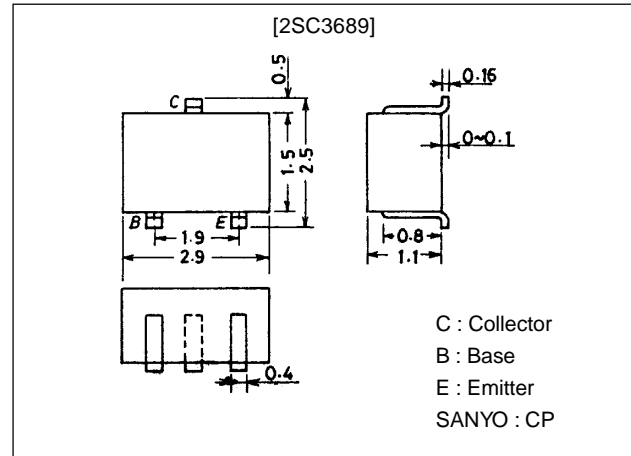 [2SC3689]
C
0.5
1.5
2.5
B
E
1.9
2.9
0.16
0~0.1
0.8
1.1
0.4
C : Collector
B : Base
E : Emitter
SANYO : CP